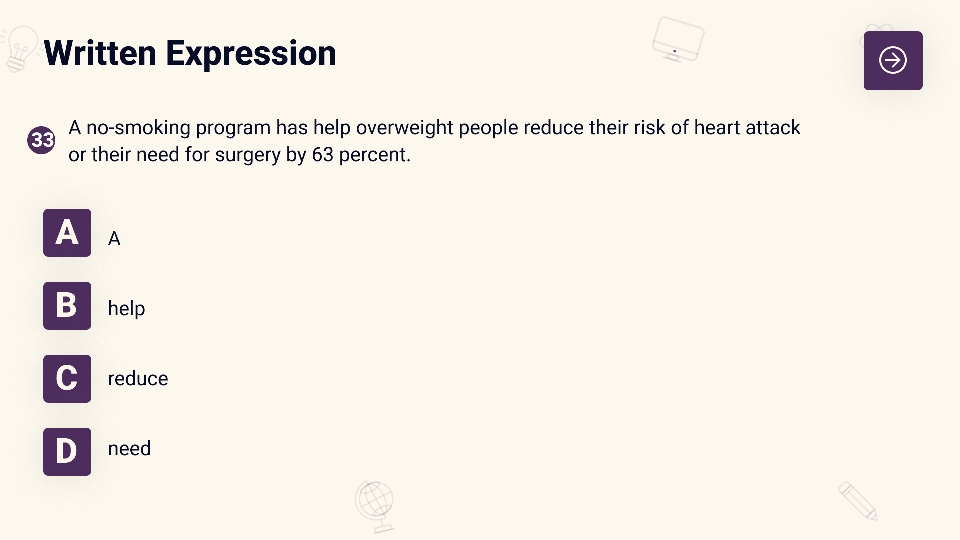 Written Expression
33 A no-smoking program has help overweight people reduce their risk of heart attack
or their need for surgery by 63 percent.
A A
B help
C reduce
D need